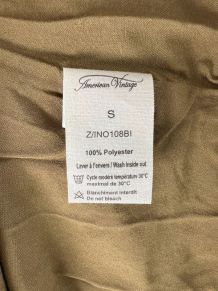 American Vintage
S
Z/INO108BI
100% Polyester
Laver à l'envers / Wash Inside out
Cycle modéré température 30°C
maximal de 30°C
Blanchiment interdit
Do not bleach